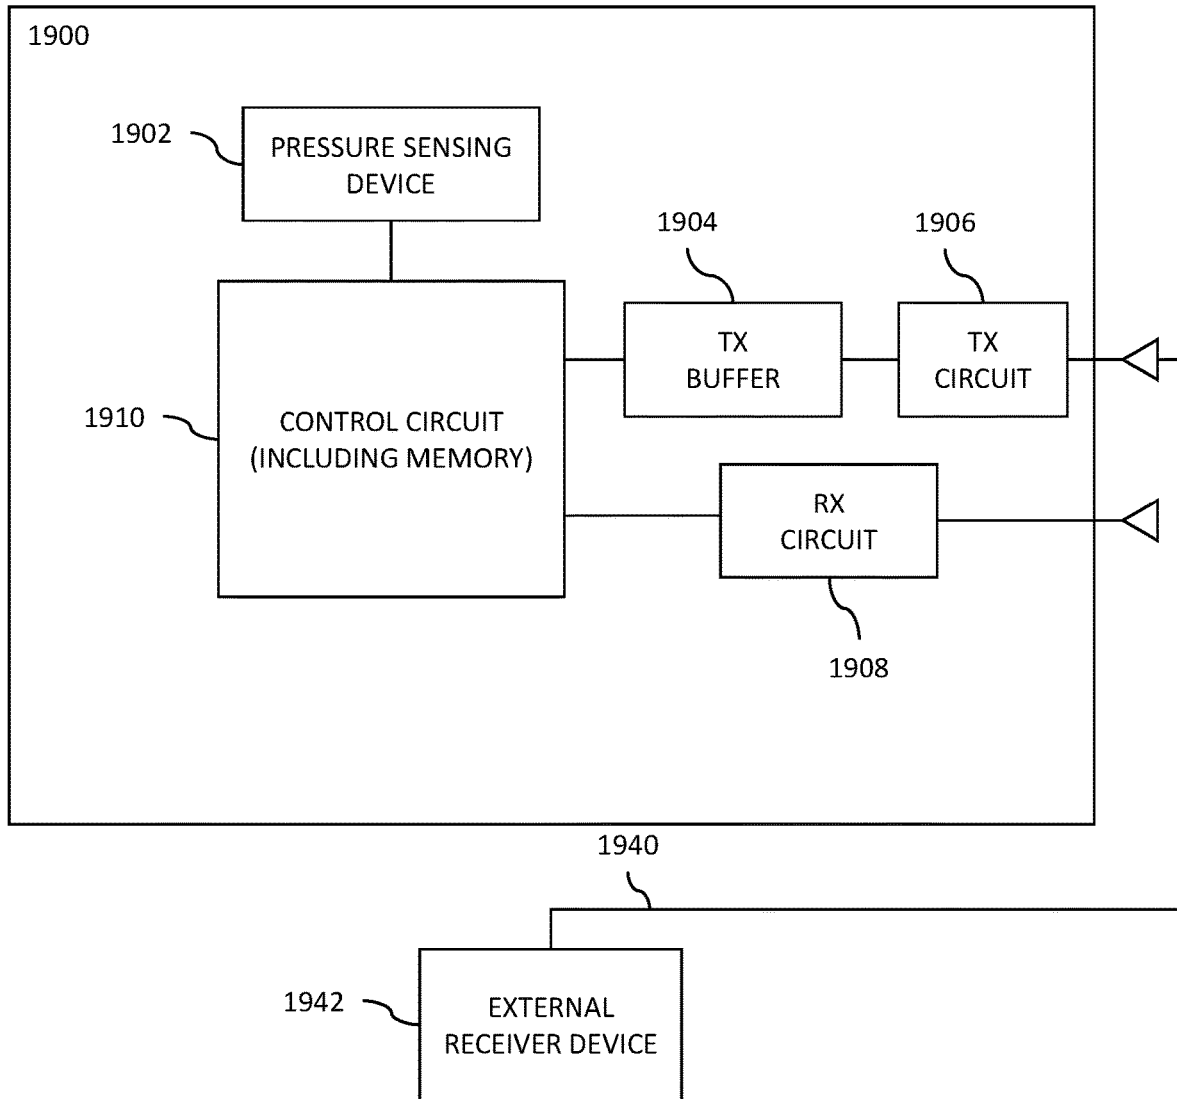 1900
1902
PRESSURE SENSING
DEVICE
1904
1906
TX
BUFFER
TX
CIRCUIT
1910
CONTROL CIRCUIT
(INCLUDING MEMORY)
RX
CIRCUIT
1908
1940
1942
EXTERNAL
RECEIVER DEVICE